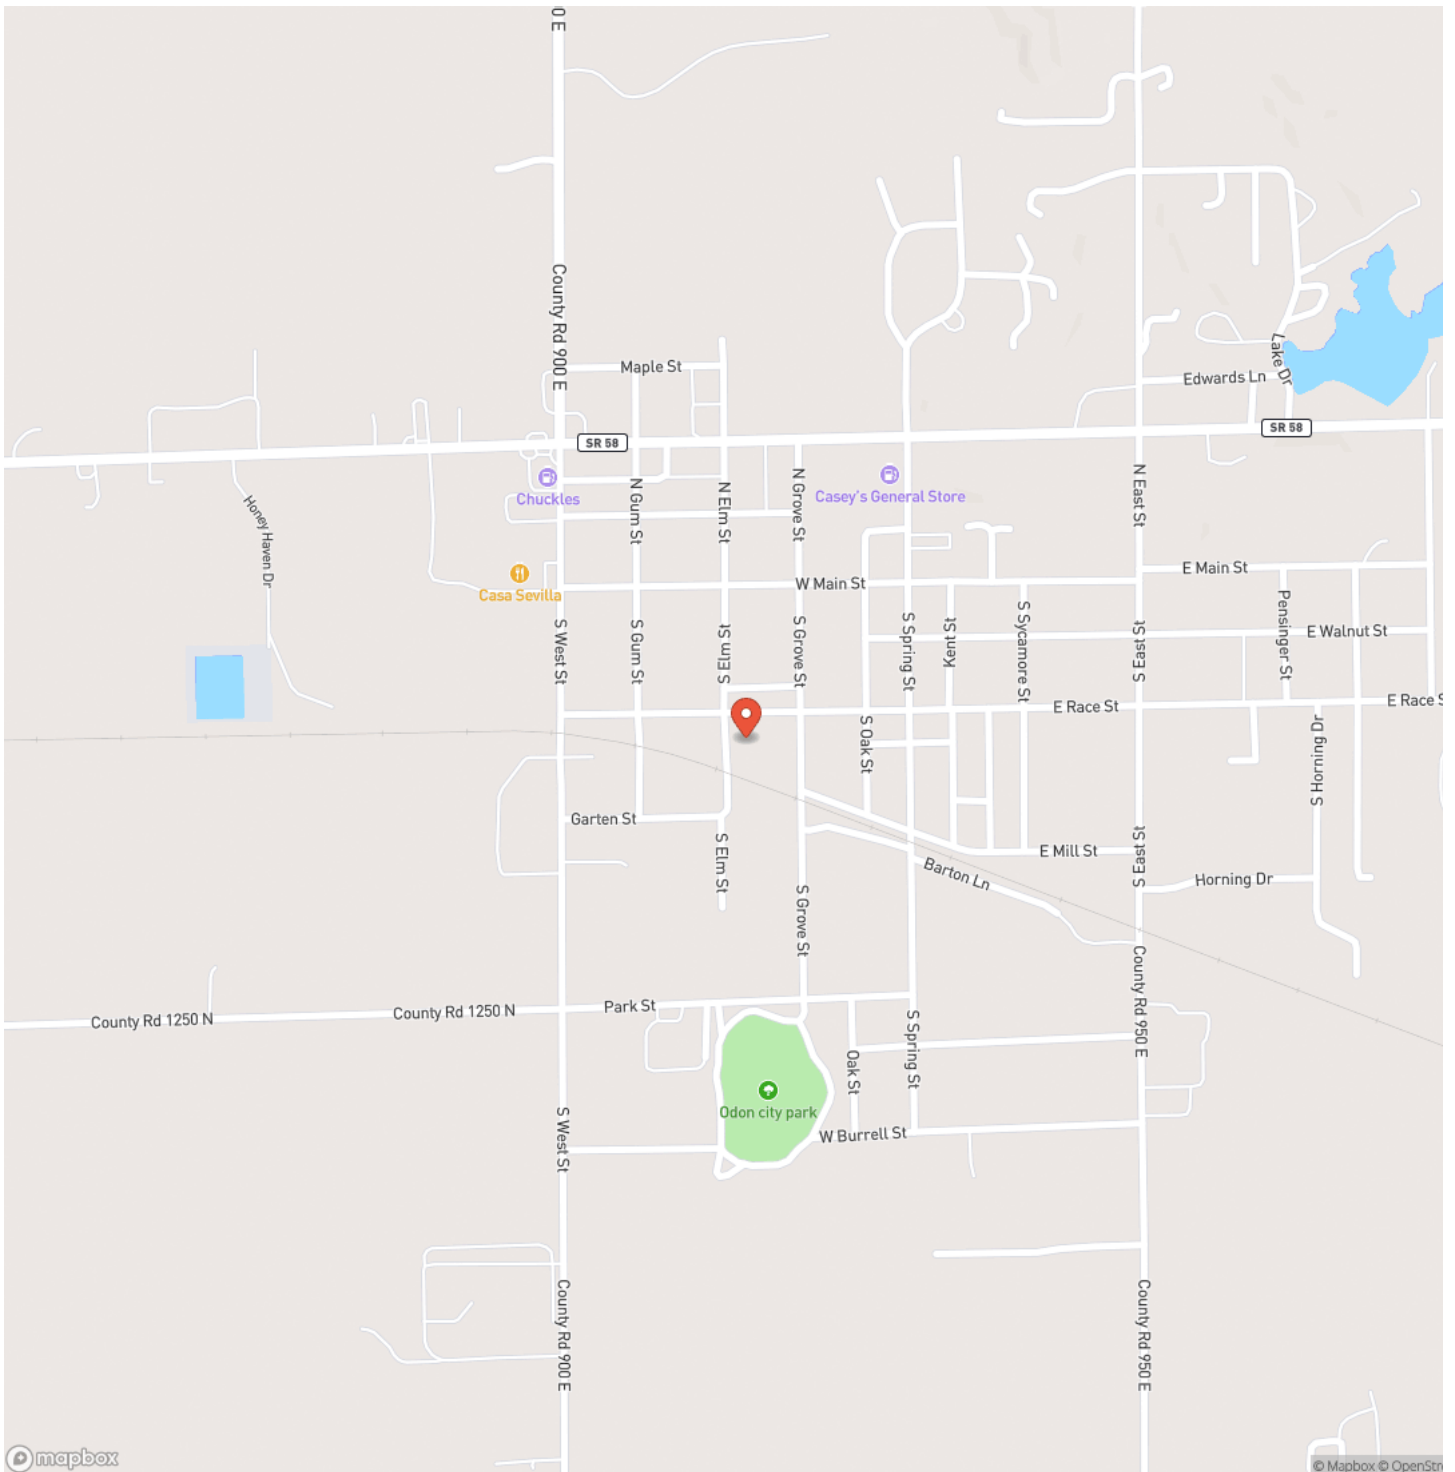 0 E
County Rd 900 E
Maple St
Lake Dr
Edwards Ln
SR 58
SR 58
Chuckles
Casey's General Store
N Gum St
N Elm St
N Grove St
N East St
Honey Haven Dr
Casa Sevilla
W Main St
E Main St
Pensinger St
S West St
S Gum St
S Elm St
S Grove St
S Spring St
Kent St
S Sycamore St
S East St
E Walnut St
E Race St
E Race S
S Oak St
S Horning Dr
Garten St
S Elm St
E Mill St
S East St
Barton Ln
Horning Dr
S Grove St
County Rd 950 E
County Rd 1250 N
County Rd 1250 N
Park St
S Spring St
Oak St
Odon city park
W Burrell St
S West St
County Rd 900 E
County Rd 950 E
mapbox
© Mapbox © OpenStre